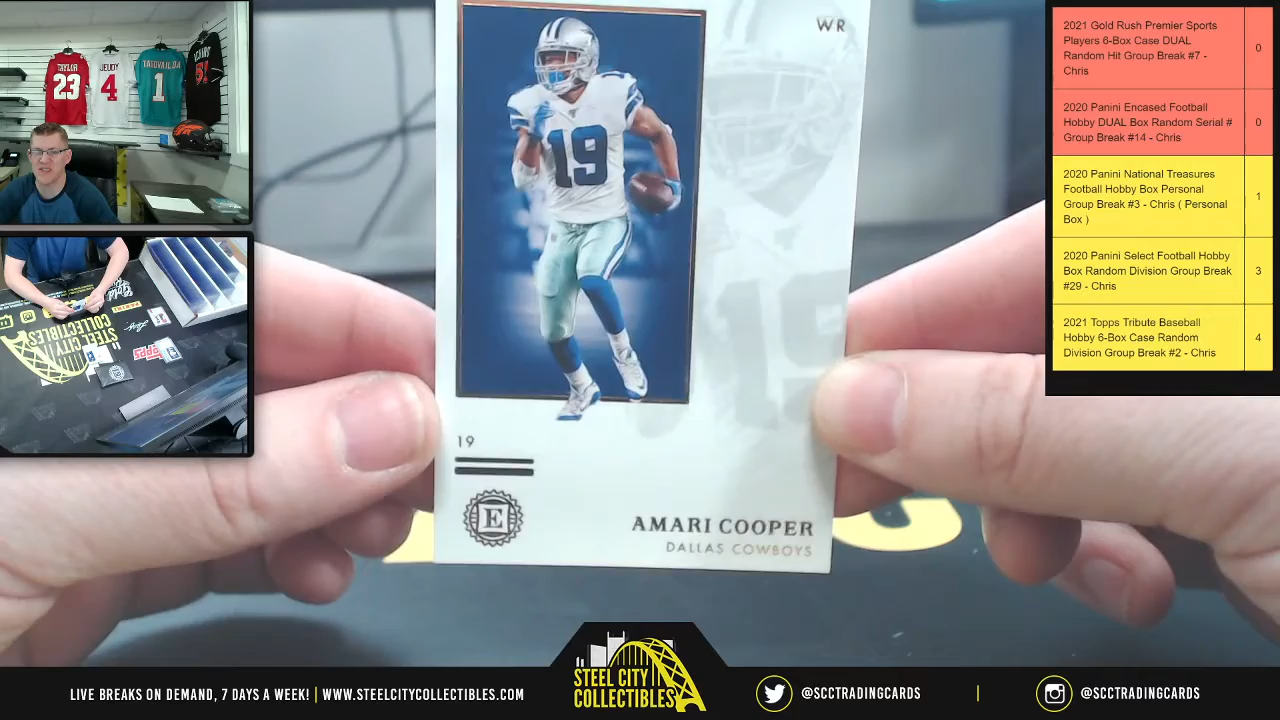 TAYLOR
23
JEUDY
4
TAGOVAILOA
1
WR
19
19
E
AMARI COOPER
DALLAS COWBOYS
STEEL CITY
COLLECTIBLES
2021 Gold Rush Premier Sports
Players 6-Box Case DUAL
Random Hit Group Break #7 -
Chris
0
2020 Panini Encased Football
Hobby DUAL Box Random Serial #
Group Break #14 - Chris
0
2020 Panini National Treasures
Football Hobby Box Personal
Group Break #3 - Chris ( Personal
Box )
1
2020 Panini Select Football Hobby
Box Random Division Group Break
#29 - Chris
3
2021 Topps Tribute Baseball
Hobby 6-Box Case Random
Division Group Break #2 - Chris
4
LIVE BREAKS ON DEMAND, 7 DAYS A WEEK! | WWW.STEELCITYCOLLECTIBLES.COM
STEEL CITY
COLLECTIBLES
@SCCTRADINGCARDS | @SCCTRADINGCARDS